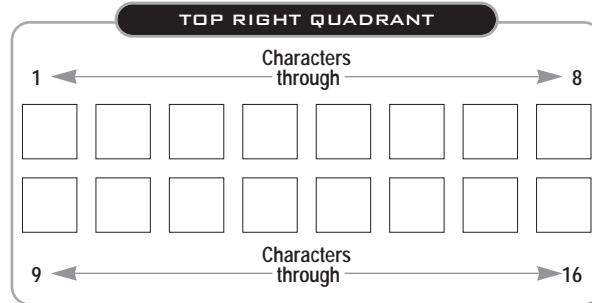 TOP RIGHT QUADRANT
Characters
1 through 8
Characters
9 through 16